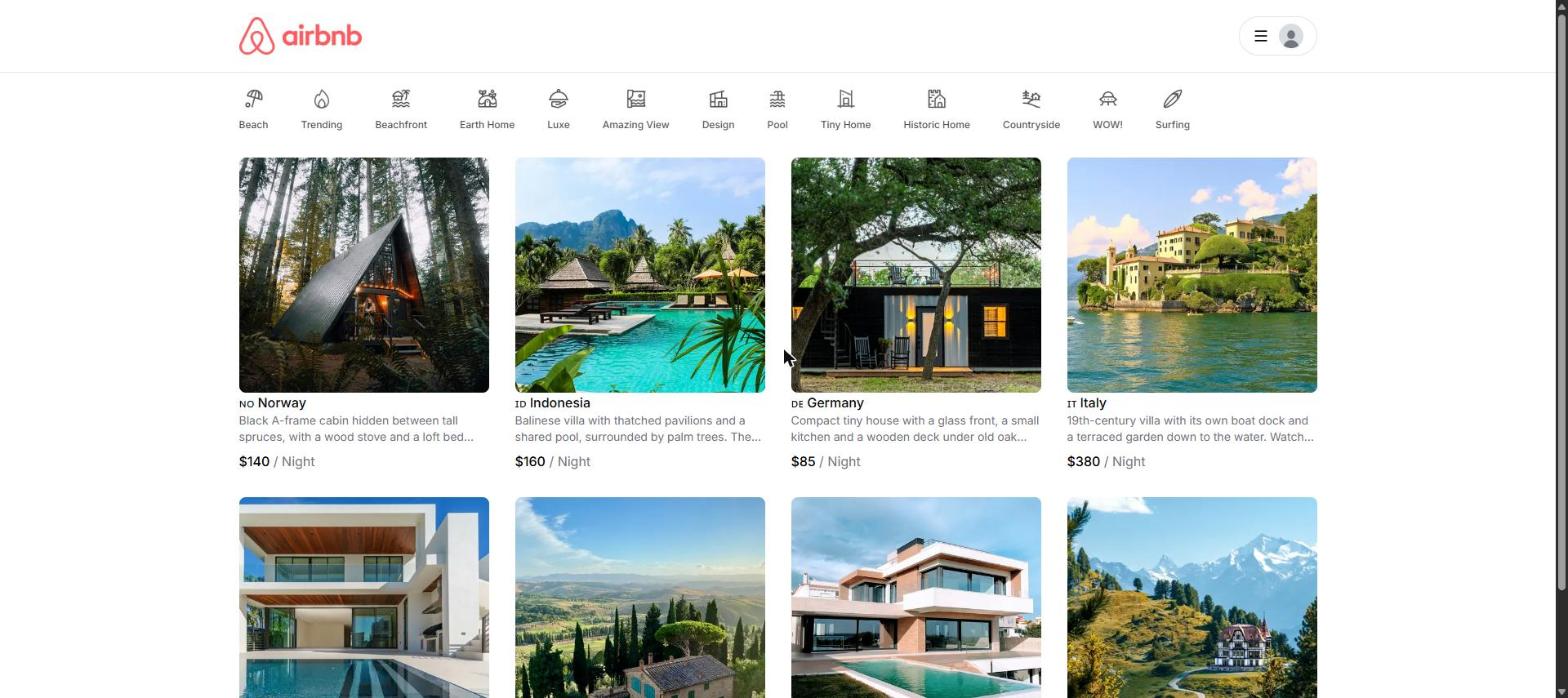 airbnb
Beach
Trending
Beachfront
Earth Home
Luxe
Amazing View
Design
Pool
Tiny Home
Historic Home
Countryside
WOW!
Surfing
NO Norway
Black A-frame cabin hidden between tall
spruces, with a wood stove and a loft bed...
$140 / Night
ID Indonesia
Balinese villa with thatched pavilions and a
shared pool, surrounded by palm trees. The...
$160 / Night
DE Germany
Compact tiny house with a glass front, a small
kitchen and a wooden deck under old oak...
$85 / Night
IT Italy
19th-century villa with its own boat dock and
a terraced garden down to the water. Watch...
$380 / Night